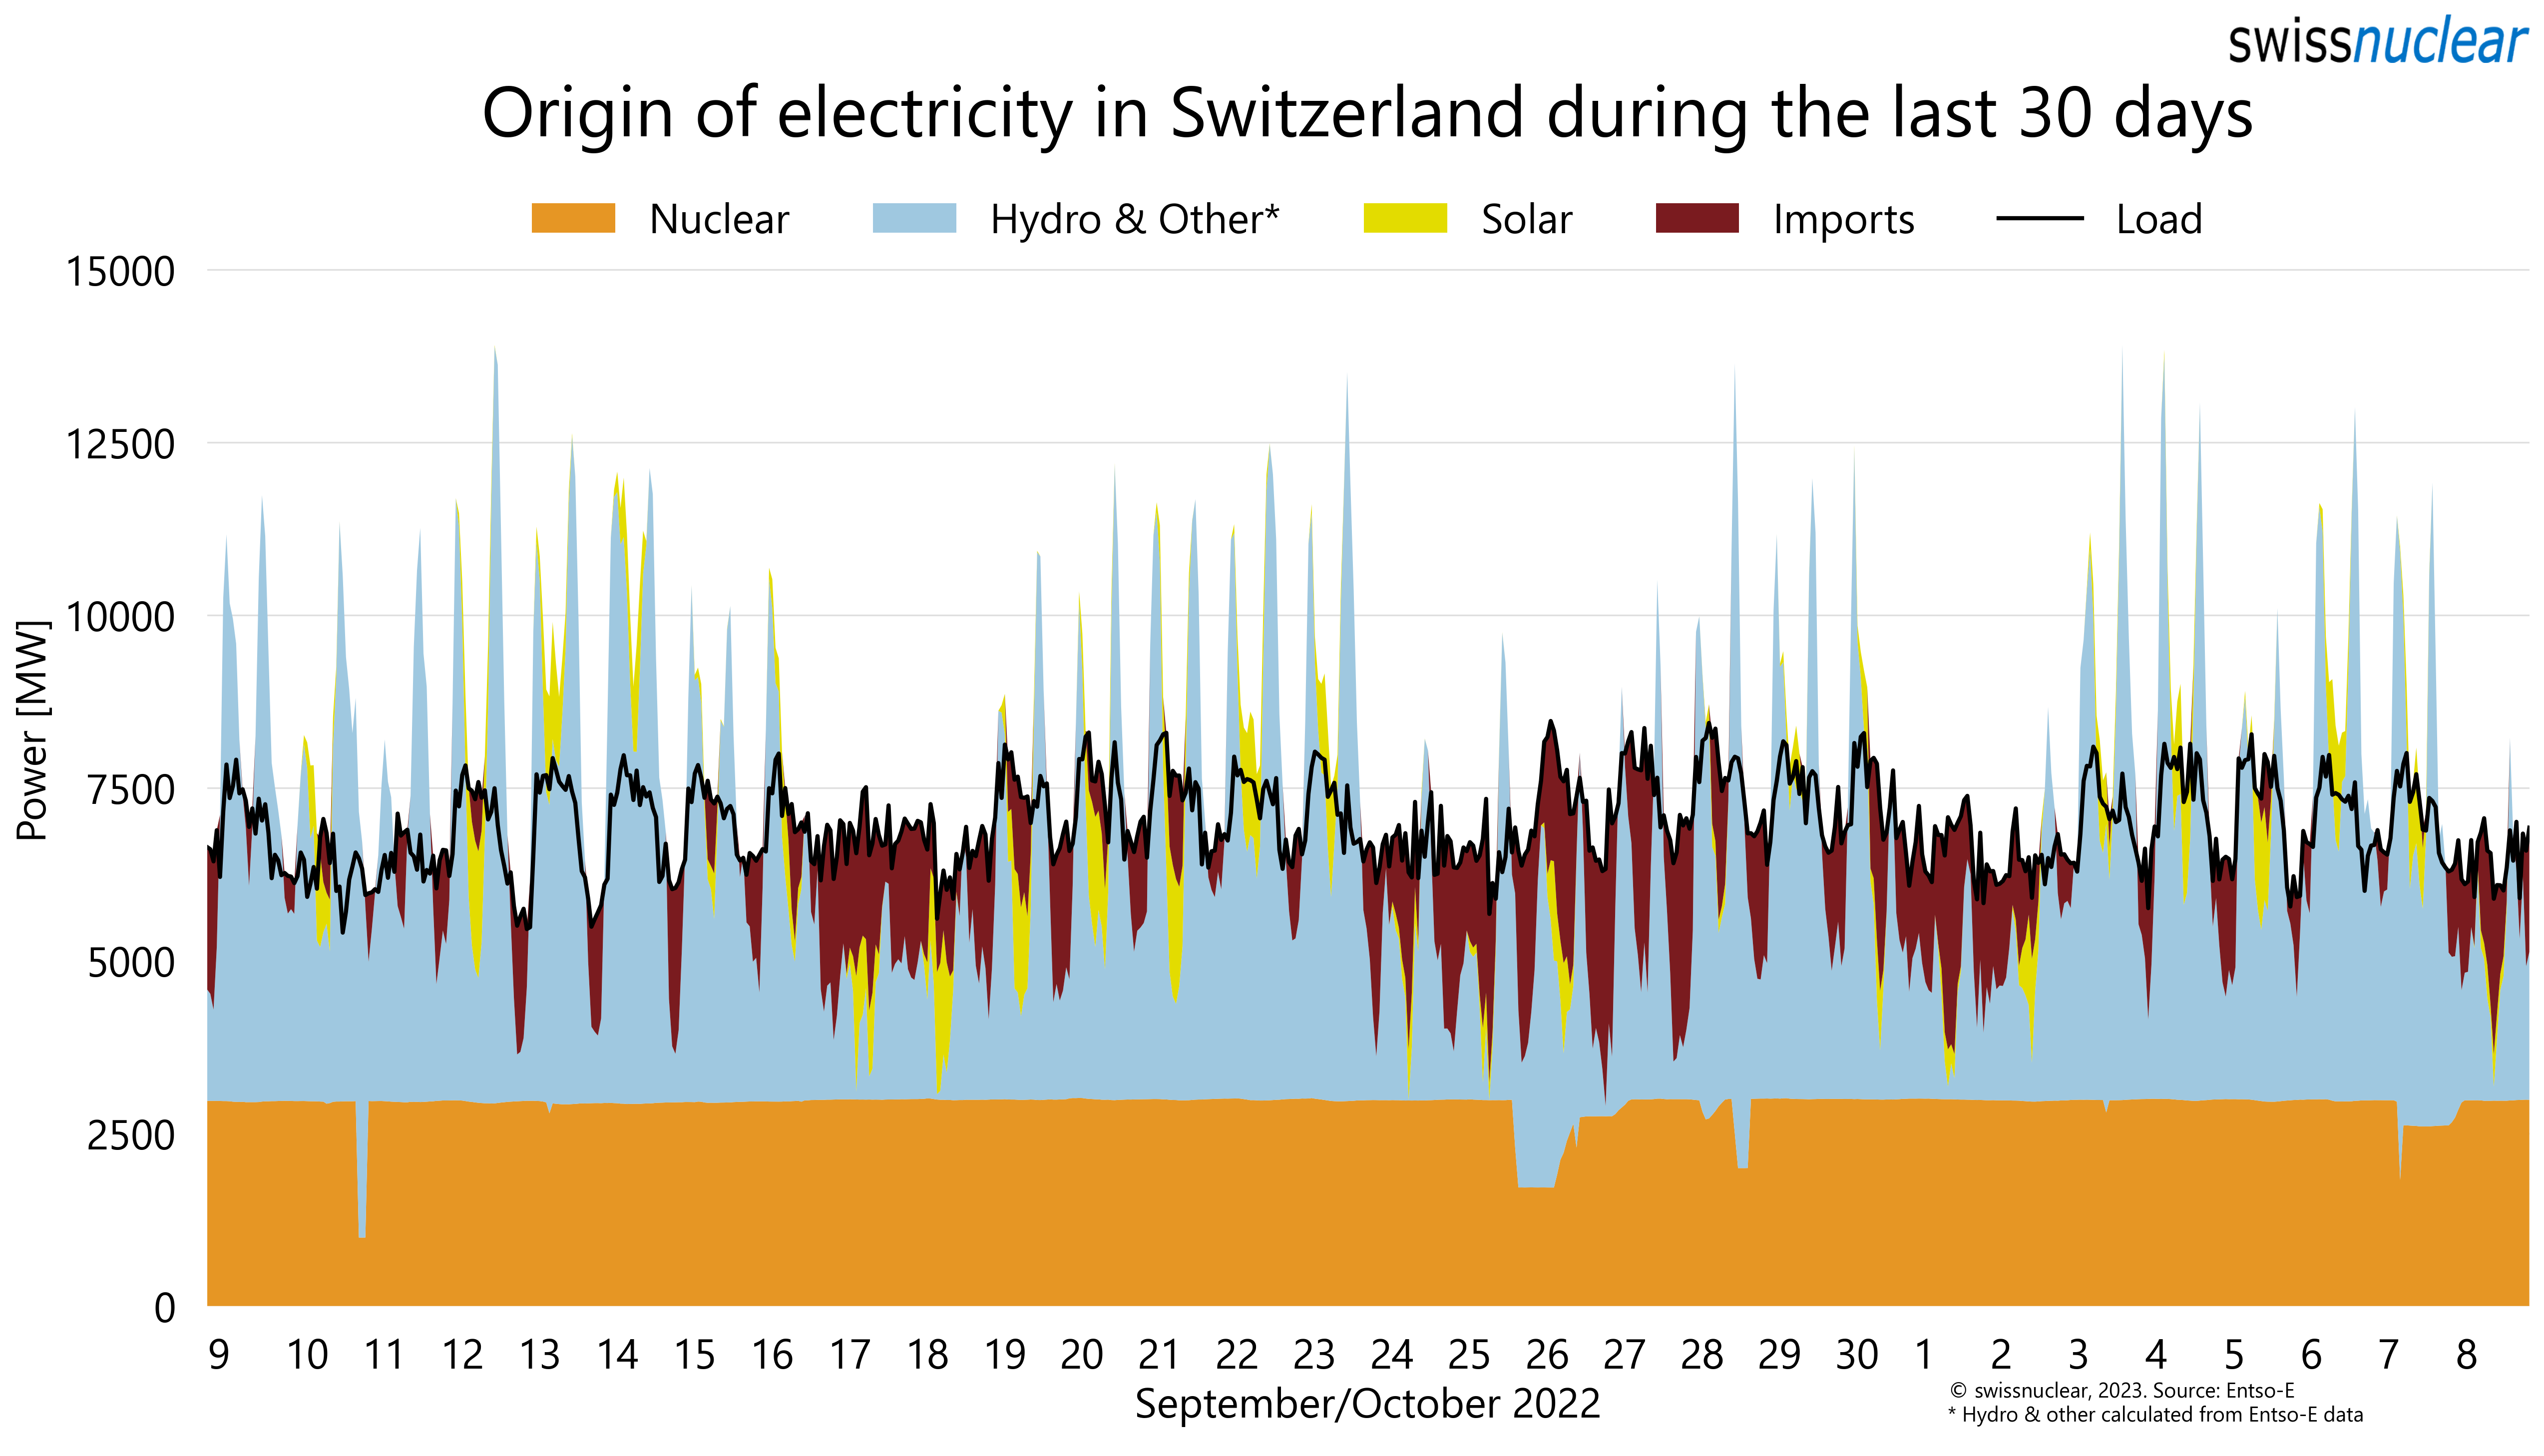 swissnuclear
Origin of electricity in Switzerland during the last 30 days
Nuclear Hydro & Other* Solar Imports Load
15000
12500
10000
7500
5000
2500
0
Power [MW]
9 10 11 12 13 14 15 16 17 18 19 20 21 22 23 24 25 26 27 28 29 30 1 2 3 4 5 6 7 8
September/October 2022
© swissnuclear, 2023. Source: Entso-E
* Hydro & other calculated from Entso-E data